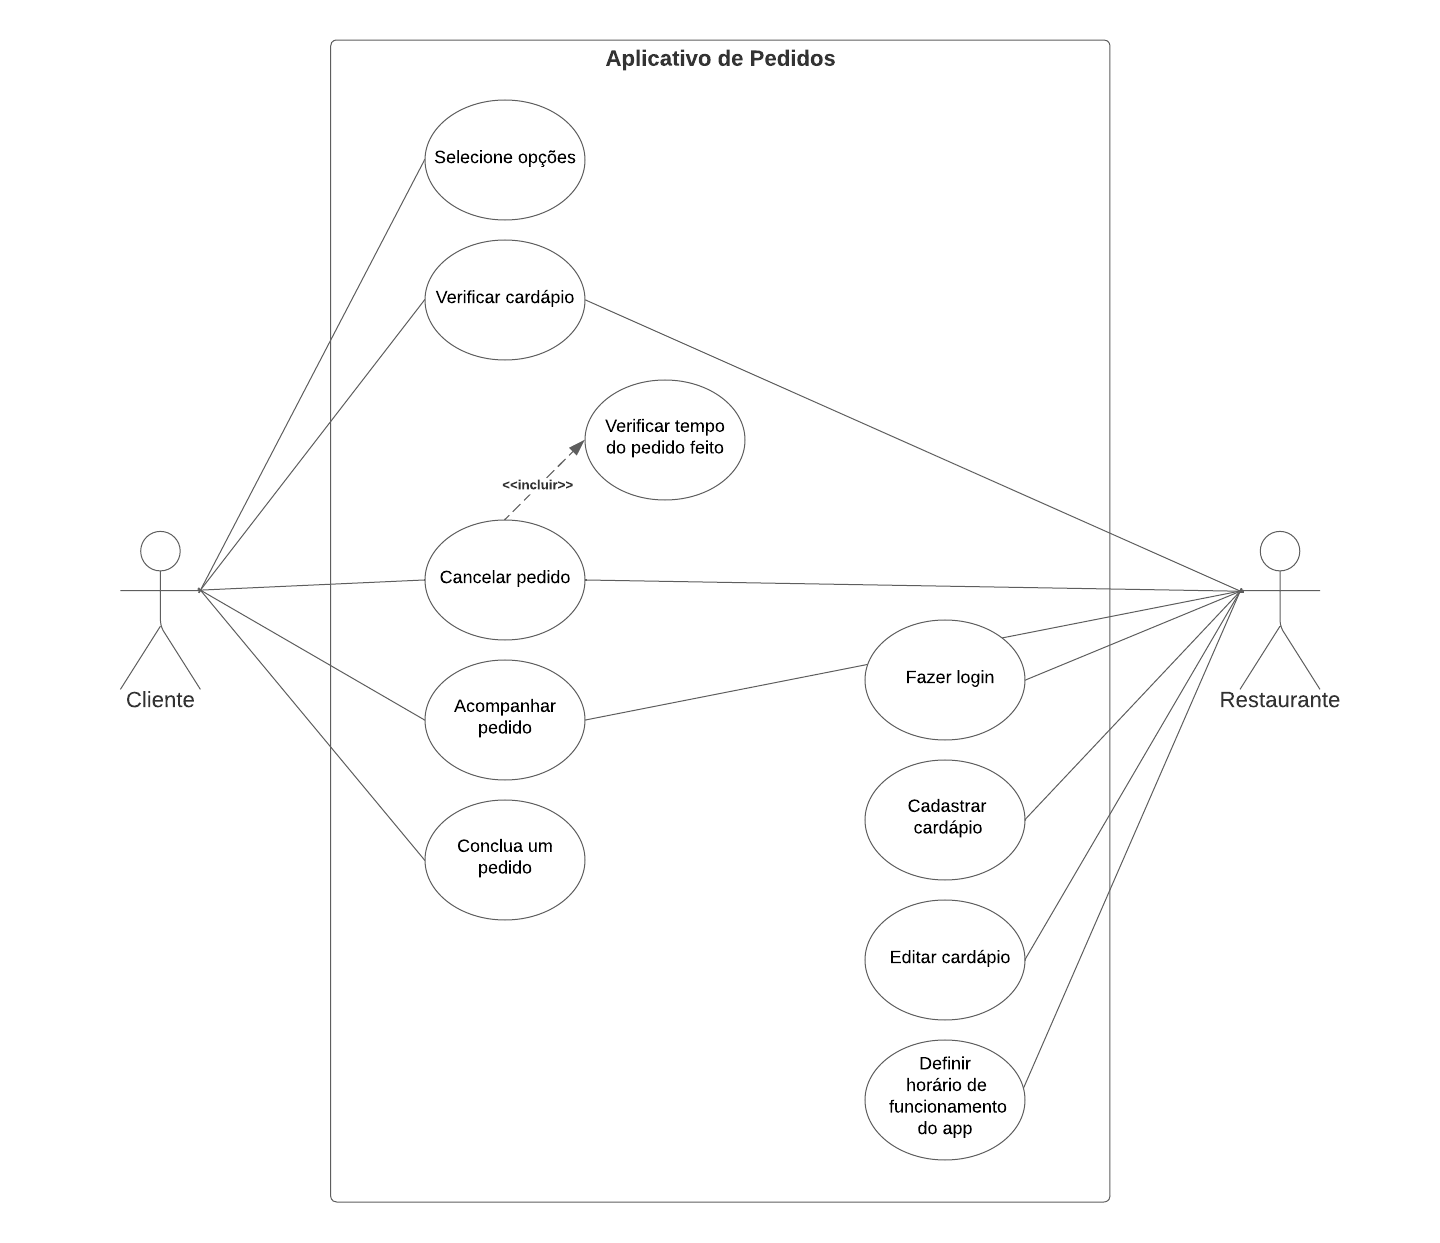 Aplicativo de Pedidos
Selecione opções
Verificar cardápio
Verificar tempo
do pedido feito
<<incluir>>
Cancelar pedido
Cliente
Restaurante
Acompanhar
pedido
Fazer login
Conclua um
pedido
Cadastrar
cardápio
Editar cardápio
Definir
horário de
funcionamento
do app